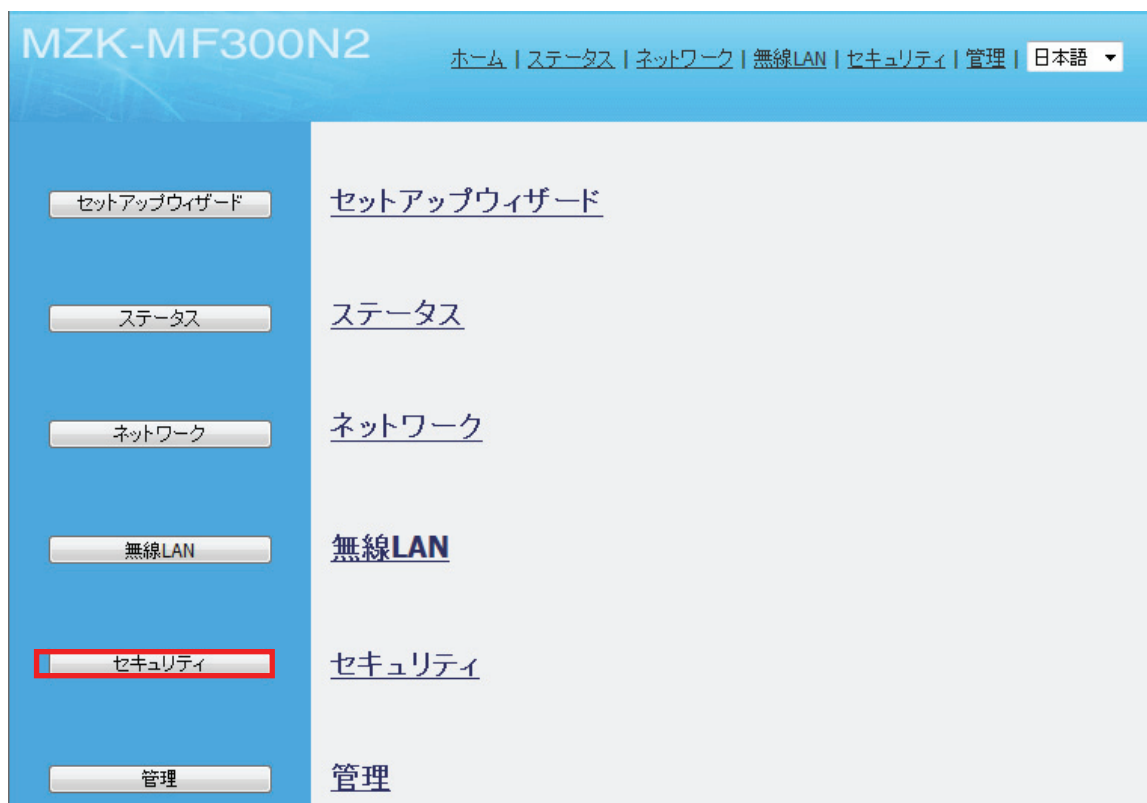 MZK-MF300N2
ホーム | ステータス | ネットワーク | 無線LAN | セキュリティ | 管理 | 日本語
セットアップウィザード
セットアップウィザード
ステータス
ステータス
ネットワーク
ネットワーク
無線LAN
無線LAN
セキュリティ
セキュリティ
管理
管理